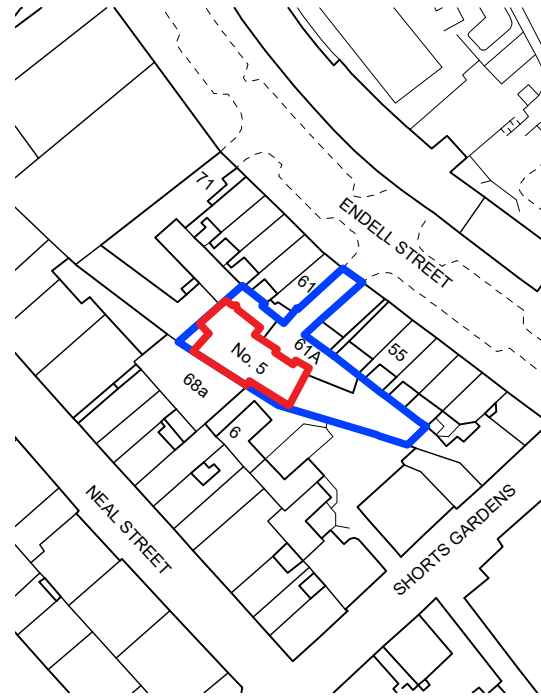 71
ENDELL STREET
61
61A
55
No. 5
68a
6
NEAL STREET
SHORTS GARDENS